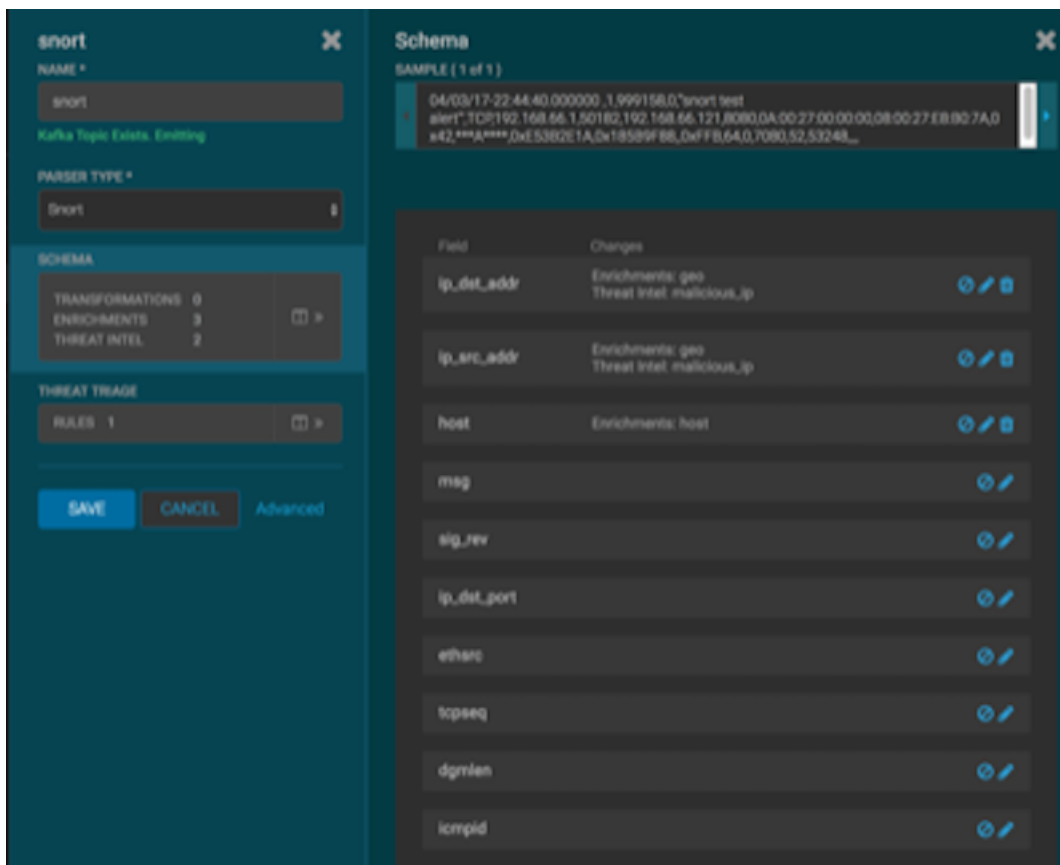 snort
NAME *
snort
Kafka Topic Exists. Emitting
PARSER TYPE *
Snort
SCHEMA
TRANSFORMATIONS 0
ENRICHMENTS 3
THREAT INTEL 2
THREAT TRIAGE
RULES 1
SAVE CANCEL Advanced
Schema
SAMPLE ( 1 of 1 )
04/03/17-22:44:40.000000 ,1,999158,0,"snort test
alert",TCP,192.168.66.1,50182,192.168.66.121,8080,0A:00:27:00:00:00,08:00:27:E8:B0:7A,0
x42,***A****,0xE53B2E1A,0x185B9FBB,,0xFFB,64,0,7080,52,53248,,,,
Field Changes
ip_dst_addr Enrichments: geo
Threat Intel: malicious_ip
ip_src_addr Enrichments: geo
Threat Intel: malicious_ip
host Enrichments: host
msg
sig_rev
ip_dst_port
ethsrc
tcpseq
dgmlen
icmpid